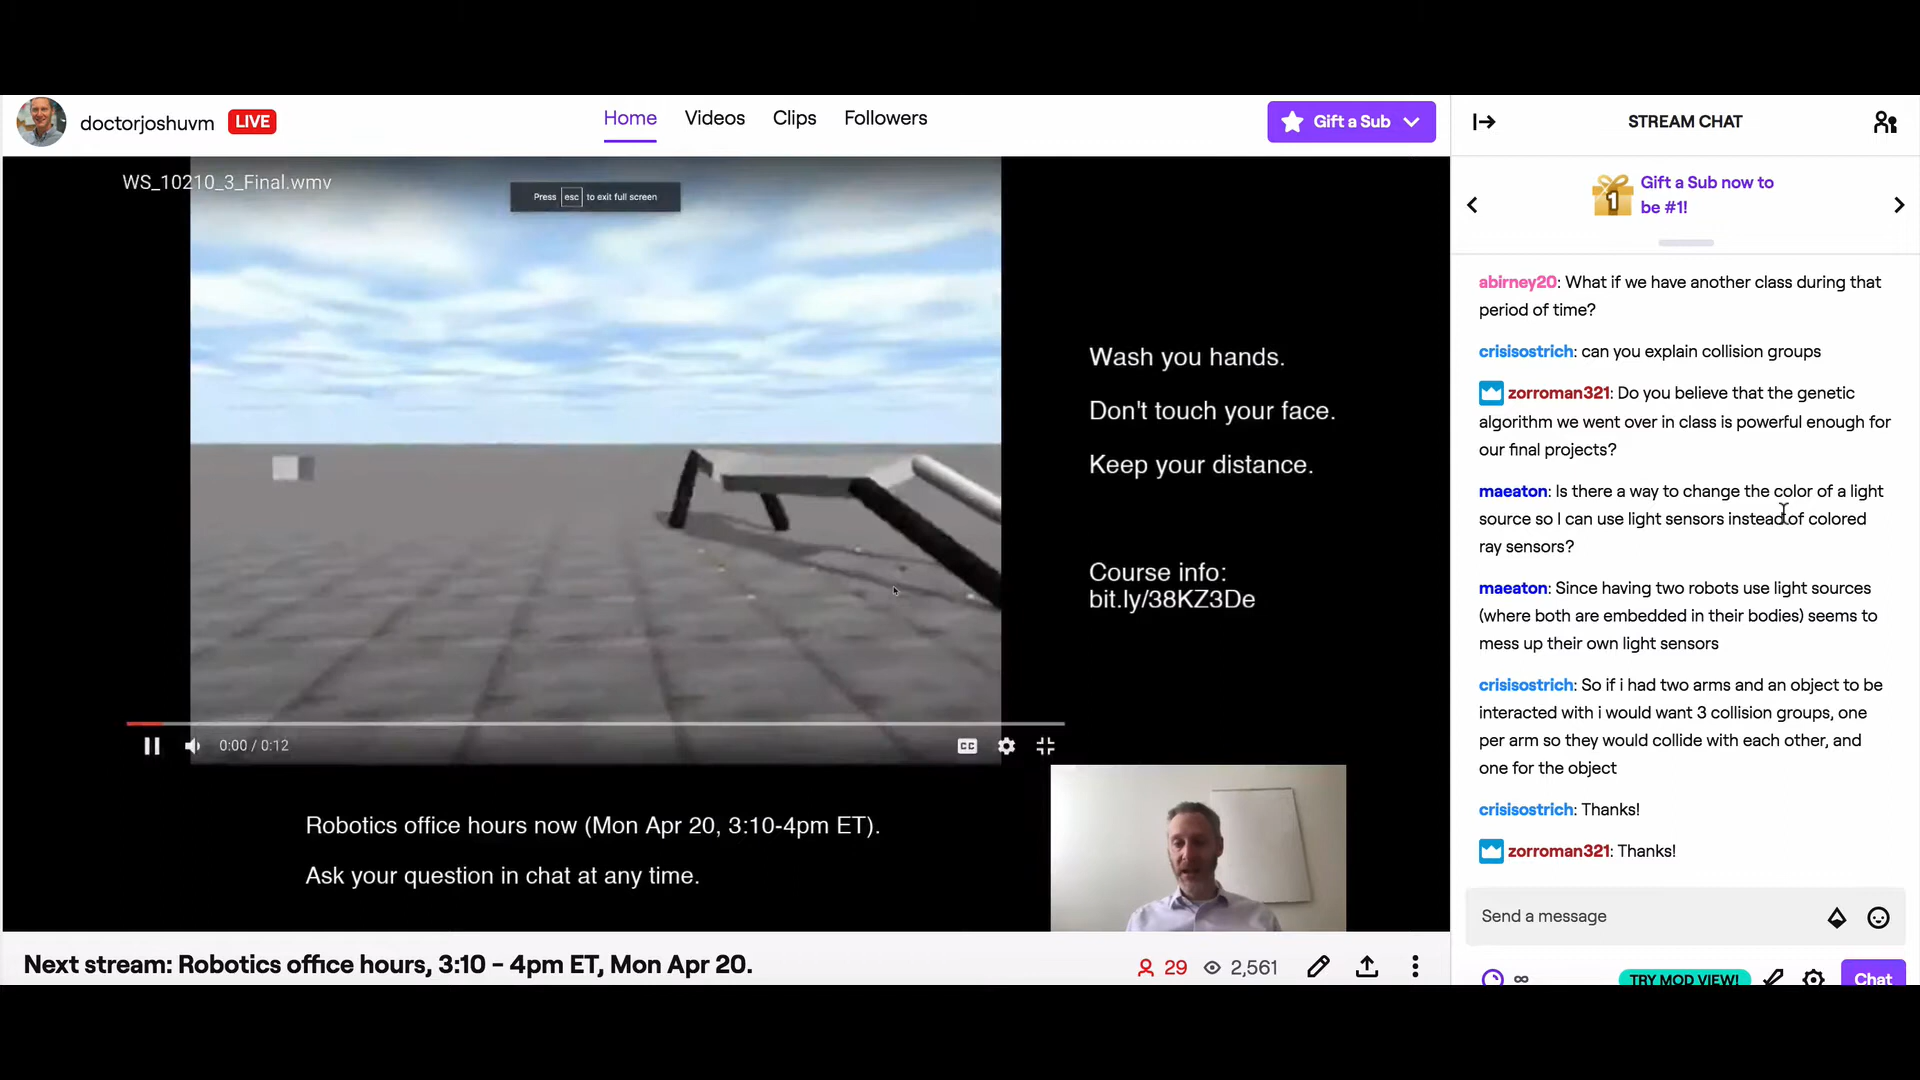 doctorjoshuvm LIVE
Home Videos Clips Followers
Gift a Sub
STREAM CHAT
WS_10210_3_Final.wmv
Press esc to exit full screen
1
Gift a Sub now to
be #1!
Wash you hands.
Don't touch your face.
Keep your distance.
Course info:
bit.ly/38KZ3De
0:00 / 0:12
CC
Robotics office hours now (Mon Apr 20, 3:10-4pm ET).
Ask your question in chat at any time.
Next stream: Robotics office hours, 3:10 - 4pm ET, Mon Apr 20.
29 2,561
abirney20: What if we have another class during that
period of time?
crisisostrich: can you explain collision groups
zorroman321: Do you believe that the genetic
algorithm we went over in class is powerful enough for
our final projects?
maeaton: Is there a way to change the color of a light
source so I can use light sensors instead of colored
ray sensors?
maeaton: Since having two robots use light sources
(where both are embedded in their bodies) seems to
mess up their own light sensors
crisisostrich: So if i had two arms and an object to be
interacted with i would want 3 collision groups, one
per arm so they would collide with each other, and
one for the object
crisisostrich: Thanks!
zorroman321: Thanks!
Send a message
∞
TRY MOD VIEW!
Chat